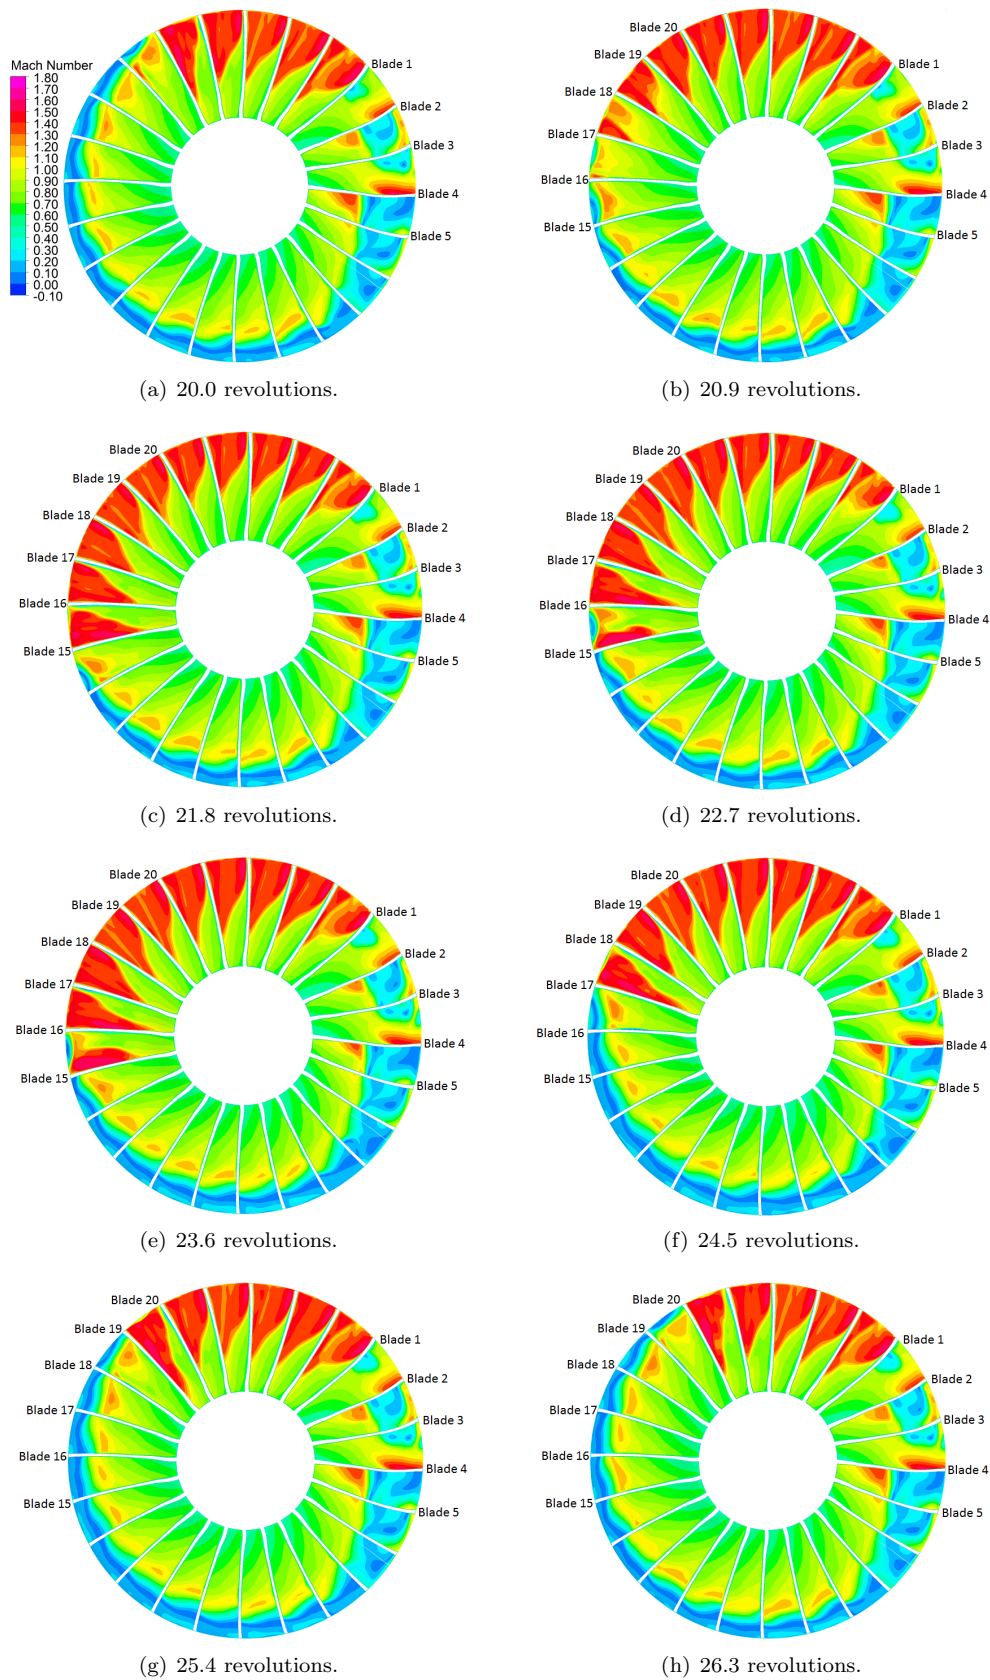 Mach Number
1.80
1.70
1.60
1.50
1.40
1.30
1.20
1.10
1.00
0.90
0.80
0.70
0.60
0.50
0.40
0.30
0.20
0.10
0.00
-0.10
Blade 1
Blade 2
Blade 3
Blade 4
Blade 5
(a) 20.0 revolutions.
Blade 20
Blade 19
Blade 18
Blade 17
Blade 16
Blade 15
Blade 1
Blade 2
Blade 3
Blade 4
Blade 5
(b) 20.9 revolutions.
Blade 20
Blade 19
Blade 18
Blade 17
Blade 16
Blade 15
Blade 1
Blade 2
Blade 3
Blade 4
Blade 5
(c) 21.8 revolutions.
Blade 20
Blade 19
Blade 18
Blade 17
Blade 16
Blade 15
Blade 1
Blade 2
Blade 3
Blade 4
Blade 5
(d) 22.7 revolutions.
Blade 20
Blade 19
Blade 18
Blade 17
Blade 16
Blade 15
Blade 1
Blade 2
Blade 3
Blade 4
Blade 5
(e) 23.6 revolutions.
Blade 20
Blade 19
Blade 18
Blade 17
Blade 16
Blade 15
Blade 1
Blade 2
Blade 3
Blade 4
Blade 5
(f) 24.5 revolutions.
Blade 20
Blade 19
Blade 18
Blade 17
Blade 16
Blade 15
Blade 1
Blade 2
Blade 3
Blade 4
Blade 5
(g) 25.4 revolutions.
Blade 20
Blade 19
Blade 18
Blade 17
Blade 16
Blade 15
Blade 1
Blade 2
Blade 3
Blade 4
Blade 5
(h) 26.3 revolutions.